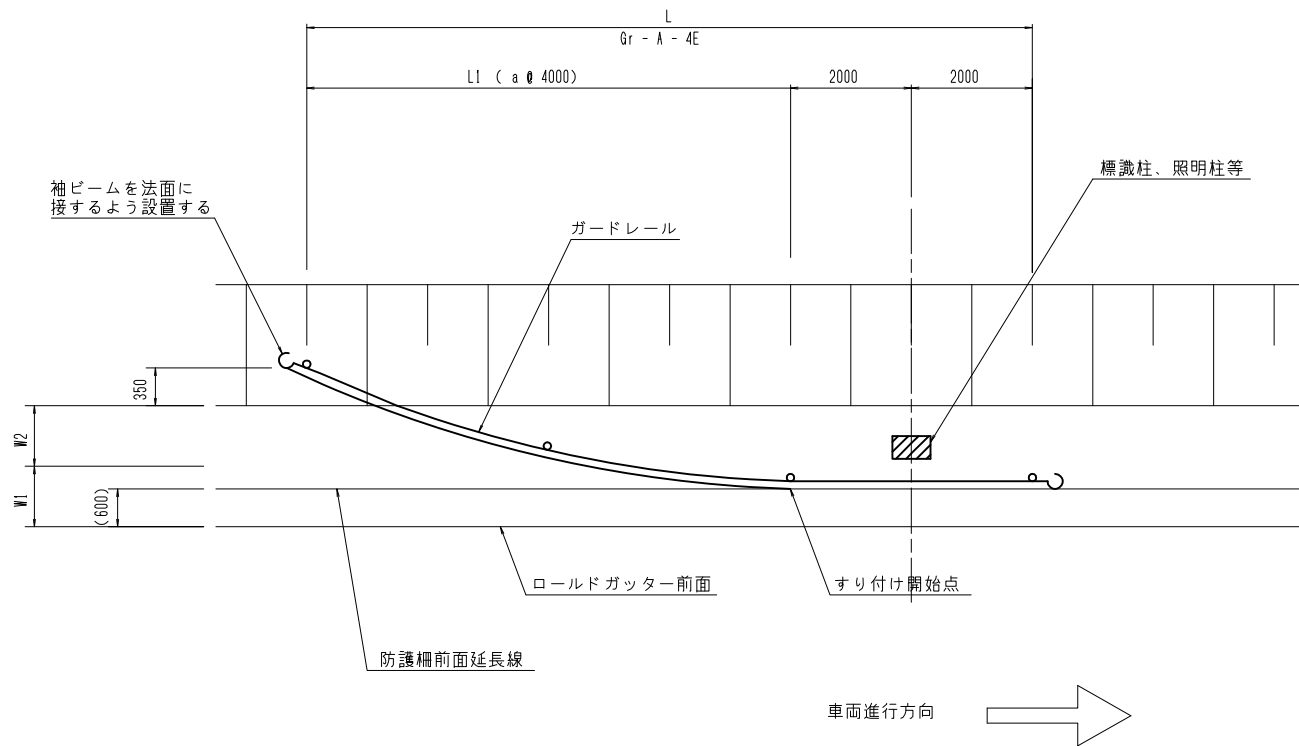 L
Gr - A - 4E
L1 ( a @ 4000)
2000
2000
標識柱、照明柱等
袖ビームを法面に
接するよう設置する
ガードレール
350
W2
W1
(600)
ロールドガッター前面
すり付け開始点
防護柵前面延長線
車両進行方向